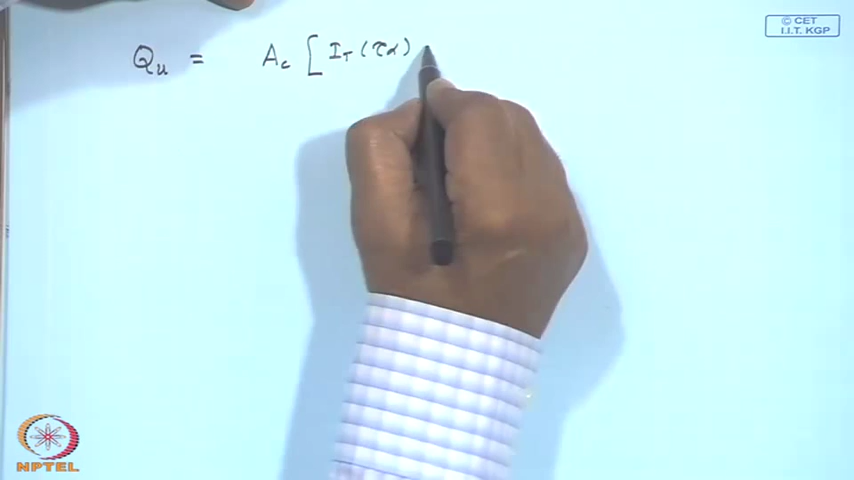 © CET
I.I.T. KGP
Qu = Ac [ IT (τα)
NPTEL